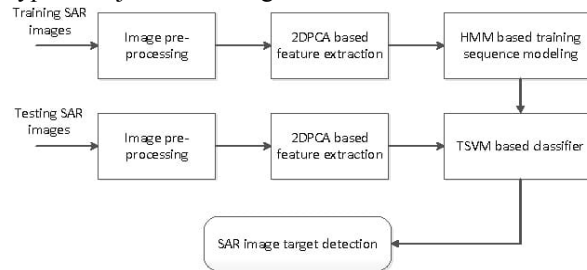 Training SAR
images
Image pre-
processing
2DPCA based
feature extraction
HMM based training
sequence modeling
Testing SAR
images
Image pre-
processing
2DPCA based
feature extraction
TSVM based classifier
SAR image target detection